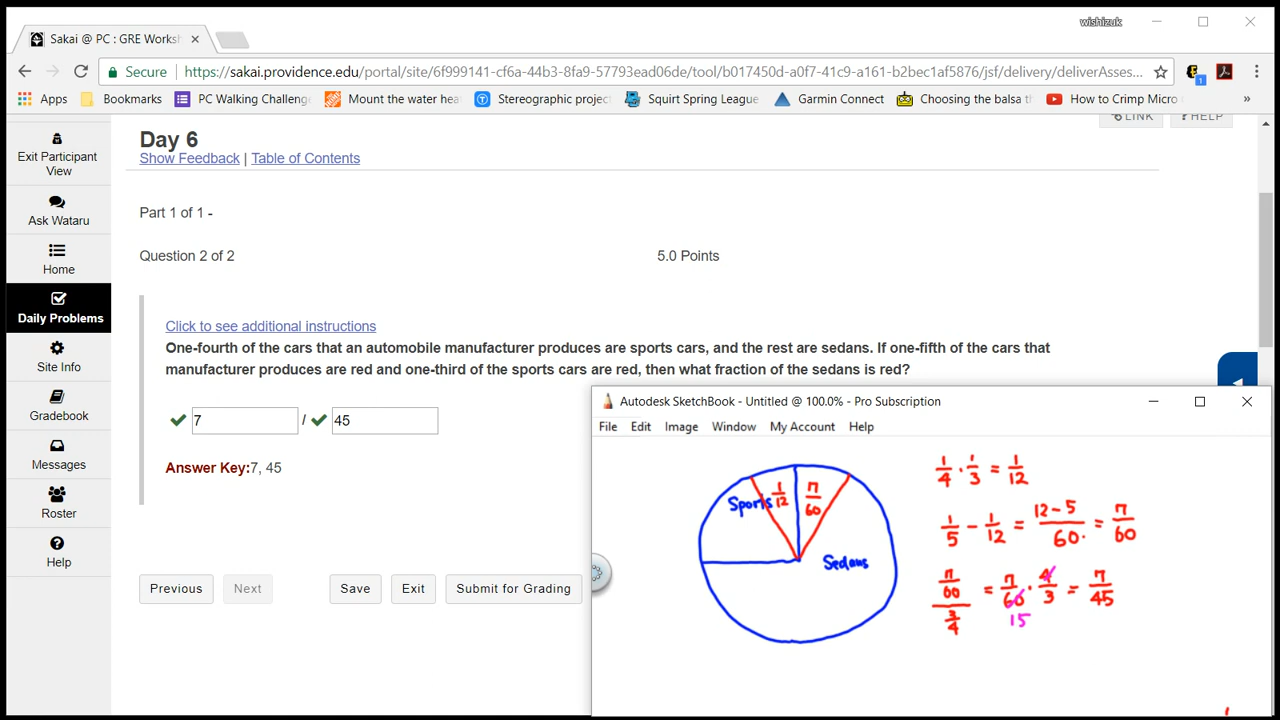 wishizuk
Sakai @ PC : GRE Worksh
Secure https://sakai.providence.edu/portal/site/6f999141-cf6a-44b3-8fa9-57793ead06de/tool/b017450d-a0f7-41c9-a161-b2bec1af5f76/jsf/delivery/deliverAsses...
Apps Bookmarks PC Walking Challeng Mount the water hea Stereographic projec Squirt Spring League Garmin Connect Choosing the balsa t How to Crimp Micro »
LINK ? HELP
Exit Participant
View
Ask Wataru
Home
Daily Problems
Site Info
Gradebook
Messages
Roster
Help
Day 6
Show Feedback | Table of Contents
Part 1 of 1 -
Question 2 of 2 5.0 Points
Click to see additional instructions
One-fourth of the cars that an automobile manufacturer produces are sports cars, and the rest are sedans. If one-fifth of the cars that
manufacturer produces are red and one-third of the sports cars are red, then what fraction of the sedans is red?
7 / 45
Answer Key:7, 45
Previous Next Save Exit Submit for Grading
Autodesk SketchBook - Untitled @ 100.0% - Pro Subscription
File Edit Image Window My Account Help
Sports 1/12 7/60
Sedans
1/4 · 1/3 = 1/12
1/5 - 1/12 = 12-5/60 = 7/60
7/60 / 3/4 = 7/60 · 4/3 = 7/45
15